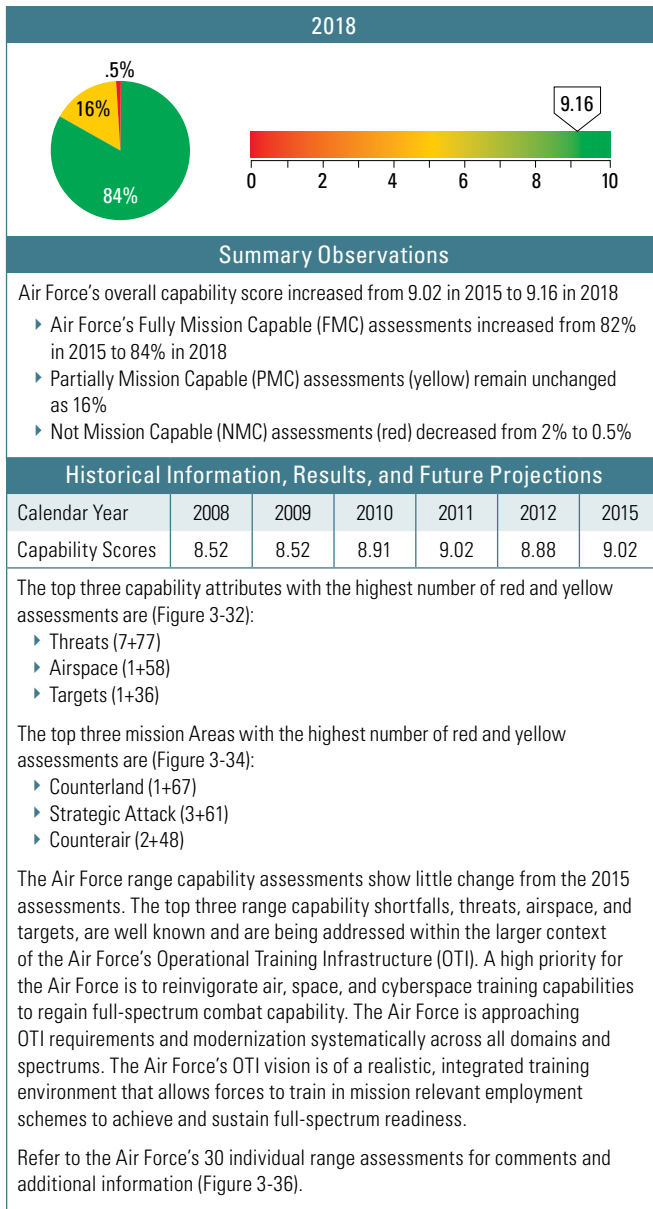 2018
.5%
16%
84%
9.16
0 2 4 6 8 10
Summary Observations
Air Force's overall capability score increased from 9.02 in 2015 to 9.16 in 2018
Air Force's Fully Mission Capable (FMC) assessments increased from 82%
in 2015 to 84% in 2018
Partially Mission Capable (PMC) assessments (yellow) remain unchanged
as 16%
Not Mission Capable (NMC) assessments (red) decreased from 2% to 0.5%
Historical Information, Results, and Future Projections
Calendar Year 2008 2009 2010 2011 2012 2015
Capability Scores 8.52 8.52 8.91 9.02 8.88 9.02
The top three capability attributes with the highest number of red and yellow
assessments are (Figure 3-32):
Threats (7+77)
Airspace (1+58)
Targets (1+36)
The top three mission Areas with the highest number of red and yellow
assessments are (Figure 3-34):
Counterland (1+67)
Strategic Attack (3+61)
Counterair (2+48)
The Air Force range capability assessments show little change from the 2015
assessments. The top three range capability shortfalls, threats, airspace, and
targets, are well known and are being addressed within the larger context
of the Air Force's Operational Training Infrastructure (OTI). A high priority for
the Air Force is to reinvigorate air, space, and cyberspace training capabilities
to regain full-spectrum combat capability. The Air Force is approaching
OTI requirements and modernization systematically across all domains and
spectrums. The Air Force's OTI vision is of a realistic, integrated training
environment that allows forces to train in mission relevant employment
schemes to achieve and sustain full-spectrum readiness.
Refer to the Air Force's 30 individual range assessments for comments and
additional information (Figure 3-36).